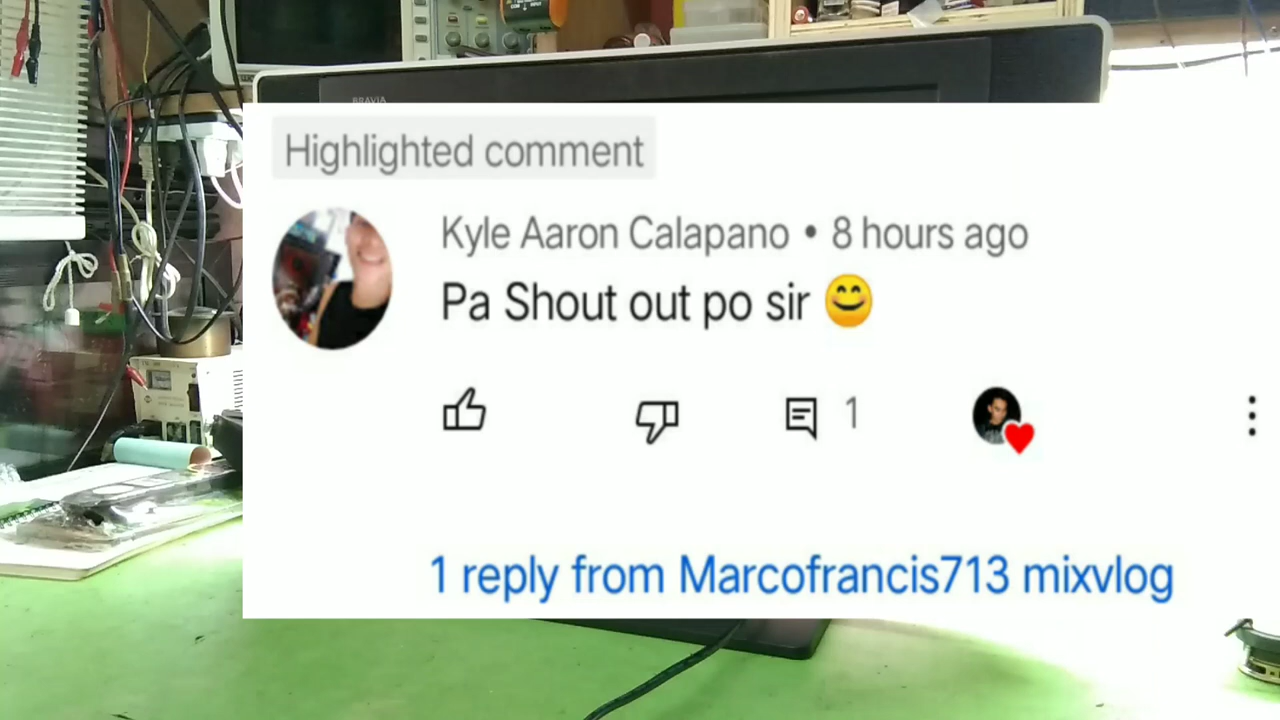 BRAVIA
Highlighted comment
Kyle Aaron Calapano • 8 hours ago
Pa Shout out po sir 😊
1
1 reply from Marcofrancis713 mixvlog